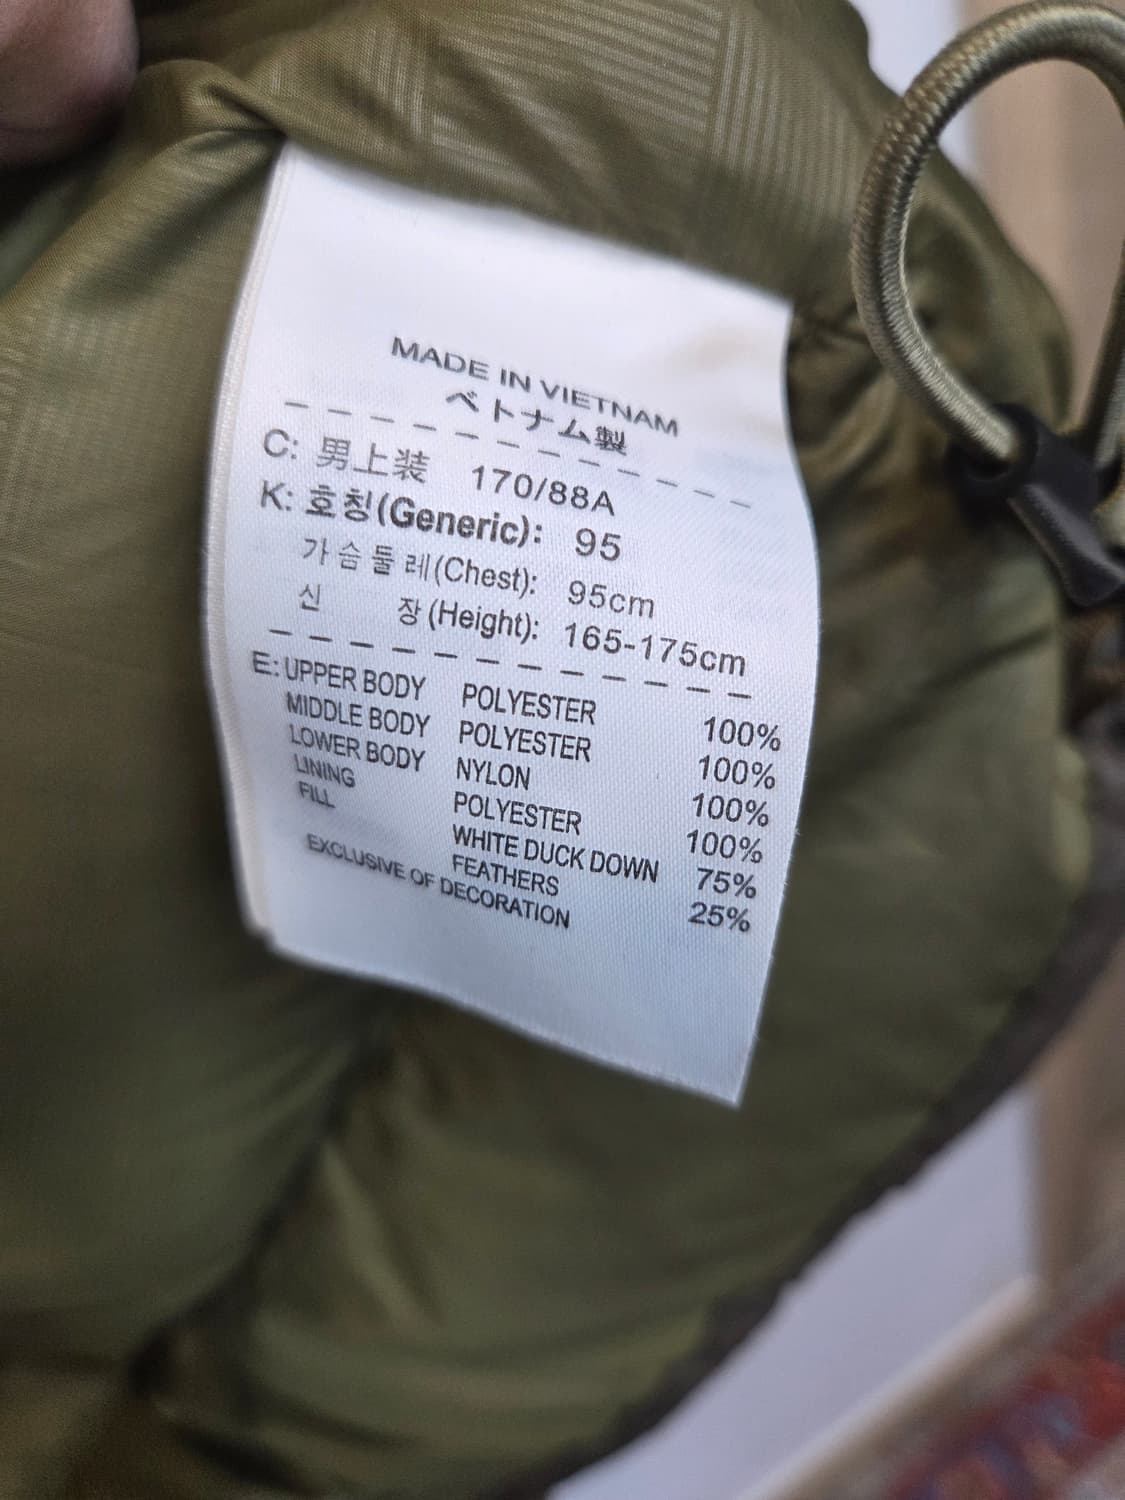 MADE IN VIETNAM
ベトナム製
C: 男上装 170/88A
K: 호칭(Generic): 95
가슴둘레(Chest): 95cm
신 장(Height): 165-175cm
E: UPPER BODY POLYESTER 100%
MIDDLE BODY POLYESTER 100%
LOWER BODY NYLON 100%
LINING POLYESTER 100%
FILL WHITE DUCK DOWN 75%
FEATHERS 25%
EXCLUSIVE OF DECORATION